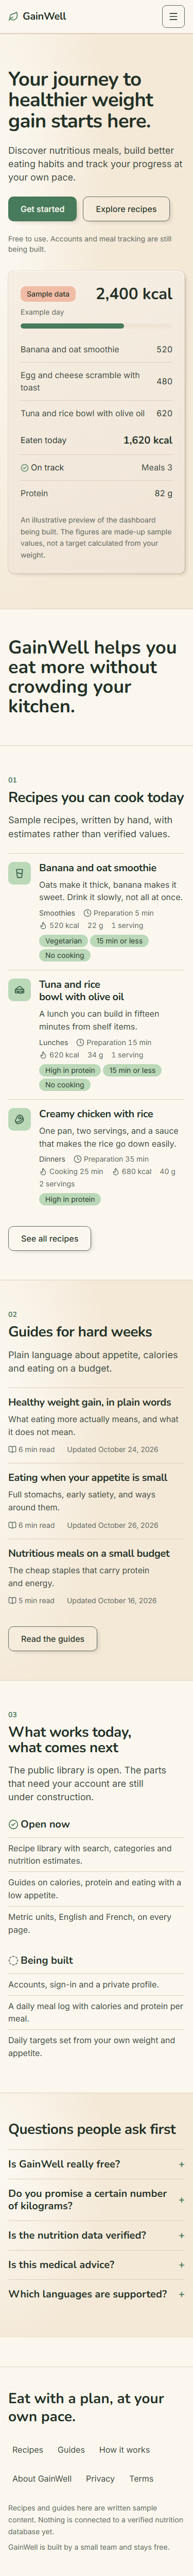 GainWell
Your journey to
healthier weight
gain starts here.
Discover nutritious meals, build better
eating habits and track your progress at
your own pace.
Get started
Explore recipes
Free to use. Accounts and meal tracking are still
being built.
Sample data
2,400 kcal
Example day
Banana and oat smoothie 520
Egg and cheese scramble with
toast 480
Tuna and rice bowl with olive oil 620
Eaten today 1,620 kcal
On track Meals 3
Protein 82 g
An illustrative preview of the dashboard
being built. The figures are made-up sample
values, not a target calculated from your
weight.
GainWell helps you
eat more without
crowding your
kitchen.
01
Recipes you can cook today
Sample recipes, written by hand, with
estimates rather than verified values.
Banana and oat smoothie
Oats make it thick, banana makes it
sweet. Drink it slowly, not all at once.
Smoothies Preparation 5 min
520 kcal 22 g 1 serving
Vegetarian 15 min or less
No cooking
Tuna and rice
bowl with olive oil
A lunch you can build in fifteen
minutes from shelf items.
Lunches Preparation 15 min
620 kcal 34 g 1 serving
High in protein 15 min or less
No cooking
Creamy chicken with rice
One pan, two servings, and a sauce
that makes the rice go down easily.
Dinners Preparation 35 min
Cooking 25 min 680 kcal 40 g
2 servings
High in protein
See all recipes
02
Guides for hard weeks
Plain language about appetite, calories
and eating on a budget.
Healthy weight gain, in plain words
What eating more actually means, and what
it does not mean.
6 min read Updated October 24, 2026
Eating when your appetite is small
Full stomachs, early satiety, and ways
around them.
6 min read Updated October 26, 2026
Nutritious meals on a small budget
The cheap staples that carry protein
and energy.
5 min read Updated October 16, 2026
Read the guides
03
What works today,
what comes next
The public library is open. The parts
that need your account are still
under construction.
Open now
Recipe library with search, categories and
nutrition estimates.
Guides on calories, protein and eating with a
low appetite.
Metric units, English and French, on every
page.
Being built
Accounts, sign-in and a private profile.
A daily meal log with calories and protein per
meal.
Daily targets set from your own weight and
appetite.
Questions people ask first
Is GainWell really free? +
Do you promise a certain number
of kilograms? +
Is the nutrition data verified? +
Is this medical advice? +
Which languages are supported? +
Eat with a plan, at your
own pace.
Recipes Guides How it works
About GainWell Privacy Terms
Recipes and guides here are written sample
content. Nothing is connected to a verified nutrition
database yet.
GainWell is built by a small team and stays free.